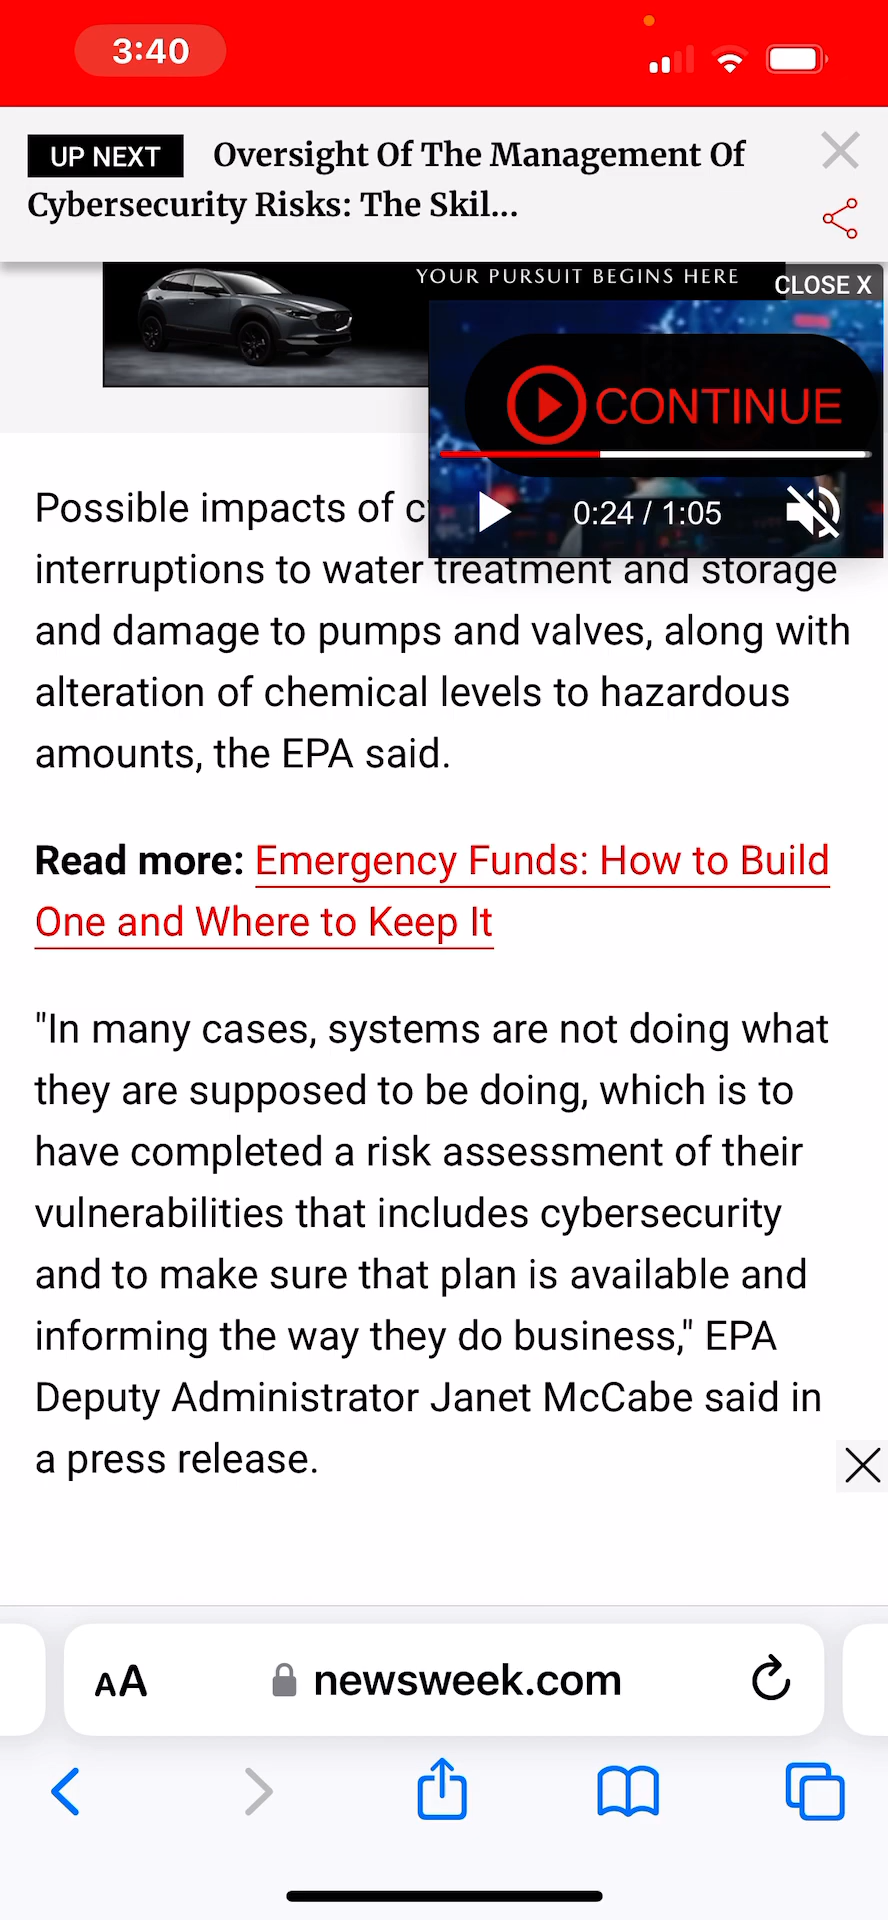 3:40
UP NEXT Oversight Of The Management Of
Cybersecurity Risks: The Skil...
YOUR PURSUIT BEGINS HERE
CLOSE X
CONTINUE
0:24 / 1:05
Possible impacts of c
interruptions to water treatment and storage
and damage to pumps and valves, along with
alteration of chemical levels to hazardous
amounts, the EPA said.
Read more: Emergency Funds: How to Build
One and Where to Keep It
"In many cases, systems are not doing what
they are supposed to be doing, which is to
have completed a risk assessment of their
vulnerabilities that includes cybersecurity
and to make sure that plan is available and
informing the way they do business," EPA
Deputy Administrator Janet McCabe said in
a press release.
AA newsweek.com